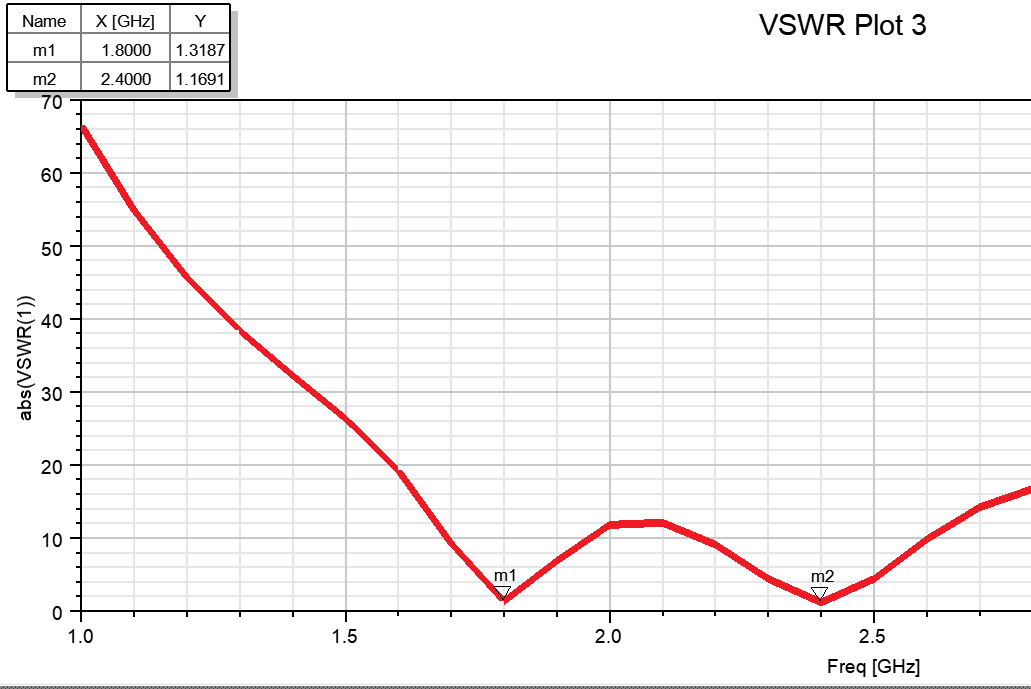 Name X [GHz] Y
m1 1.8000 1.3187
m2 2.4000 1.1691
VSWR Plot 3
70
60
50
40
30
20
10
0
abs(VSWR(1))
m1
m2
1.0 1.5 2.0 2.5
Freq [GHz]